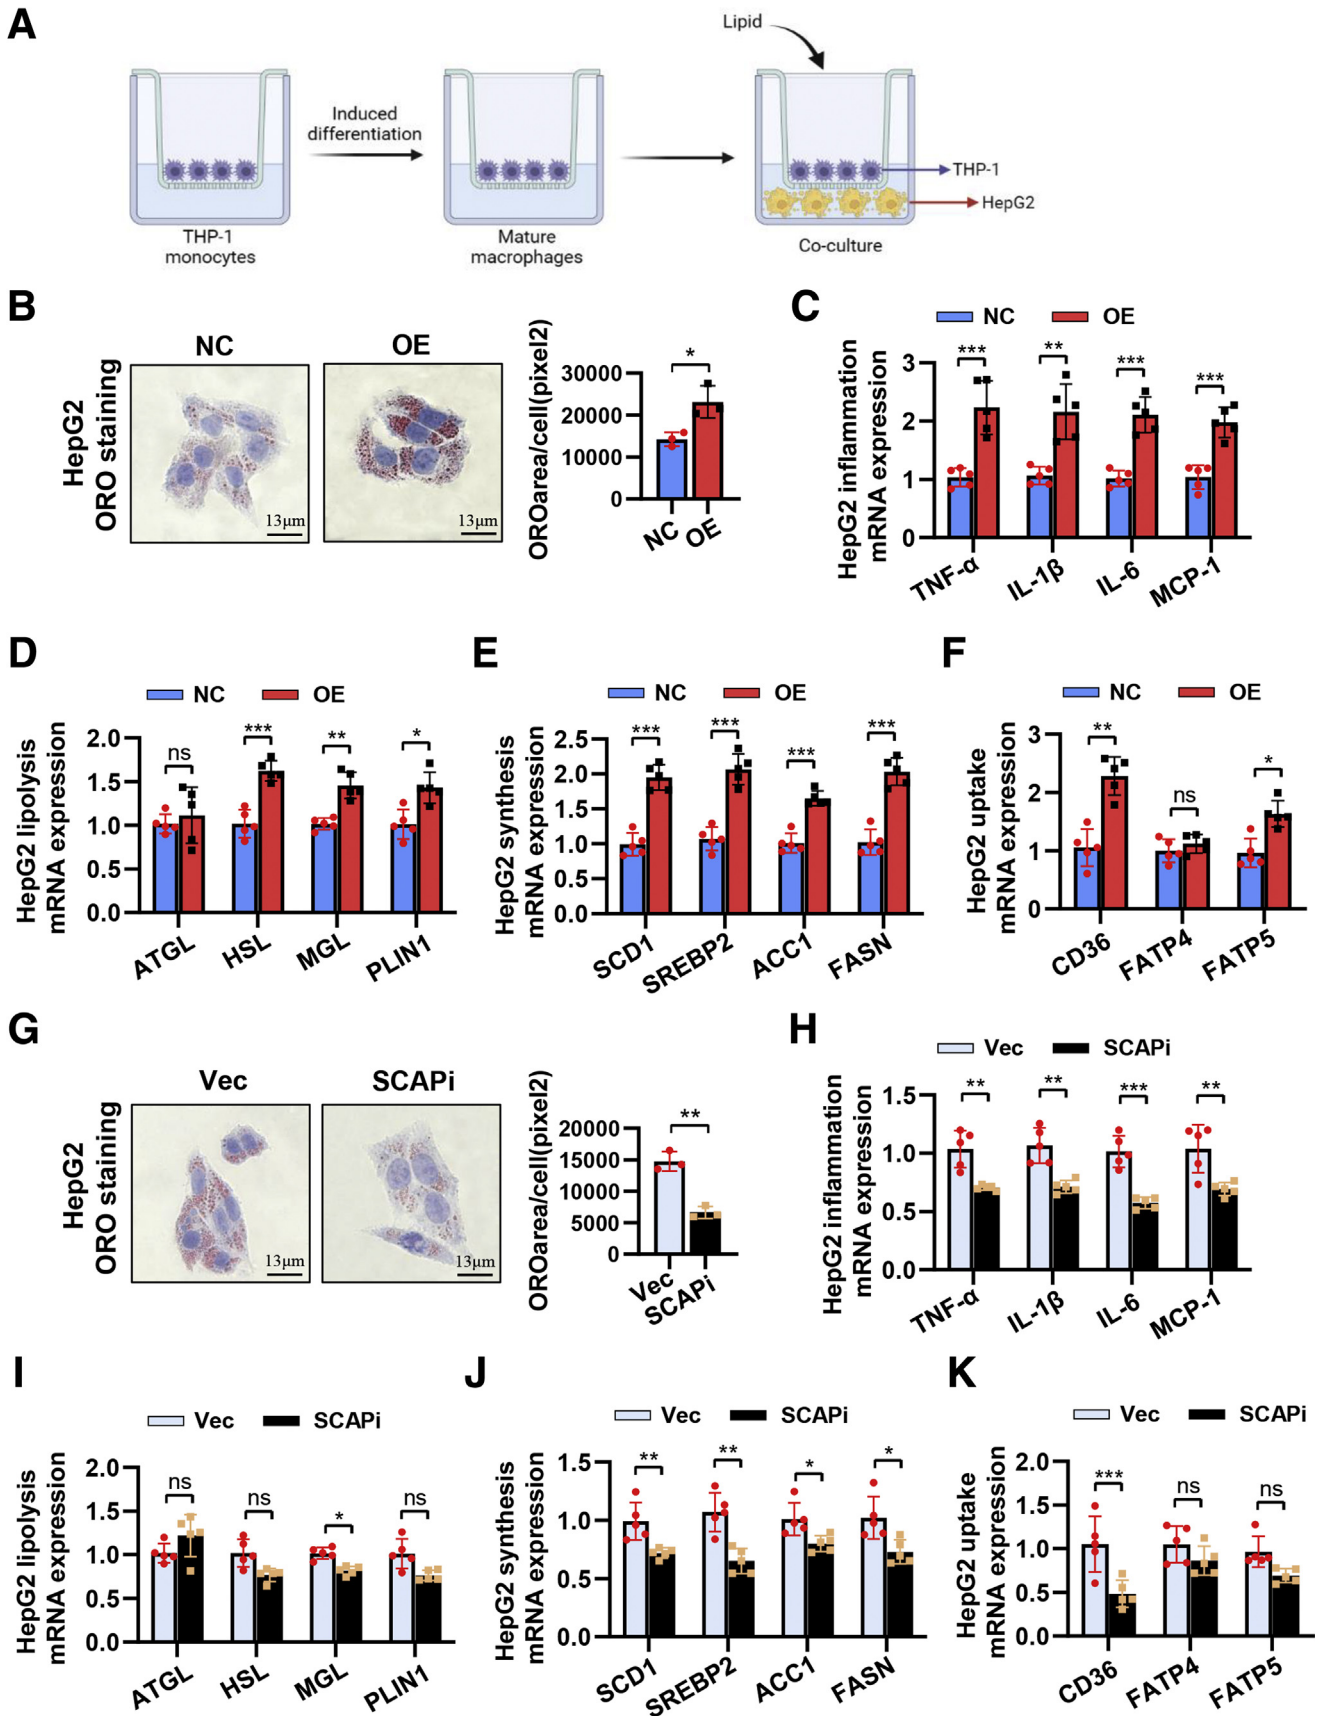 A
Lipid
Induced
differentiation
THP-1
HepG2
THP-1
monocytes
Mature
macrophages
Co-culture
B
NC
OE
HepG2
ORO staining
13μm
13μm
OROarea/cell(pixel2)
30000
20000
10000
0
*
NC
OE
C
NC
OE
HepG2 inflammation
mRNA expression
3
2
1
0
***
**
***
***
TNF-α
IL-1β
IL-6
MCP-1
D
NC
OE
HepG2 lipolysis
mRNA expression
2.0
1.5
1.0
0.5
0.0
ns
***
**
*
ATGL
HSL
MGL
PLIN1
E
NC
OE
HepG2 synthesis
mRNA expression
2.5
2.0
1.5
1.0
0.5
0.0
***
***
***
***
SCD1
SREBP2
ACC1
FASN
F
NC
OE
HepG2 uptake
mRNA expression
3
2
1
0
**
ns
*
CD36
FATP4
FATP5
G
Vec
SCAPi
HepG2
ORO staining
13μm
13μm
OROarea/cell(pixel2)
20000
15000
10000
5000
0
**
Vec
SCAPi
H
Vec
SCAPi
HepG2 inflammation
mRNA expression
1.5
1.0
0.5
0.0
**
**
***
**
TNF-α
IL-1β
IL-6
MCP-1
I
Vec
SCAPi
HepG2 lipolysis
mRNA expression
2.0
1.5
1.0
0.5
0.0
ns
ns
*
ns
ATGL
HSL
MGL
PLIN1
J
Vec
SCAPi
HepG2 synthesis
mRNA expression
1.5
1.0
0.5
0.0
**
**
*
*
SCD1
SREBP2
ACC1
FASN
K
Vec
SCAPi
HepG2 uptake
mRNA expression
2.0
1.5
1.0
0.5
0.0
***
ns
ns
CD36
FATP4
FATP5